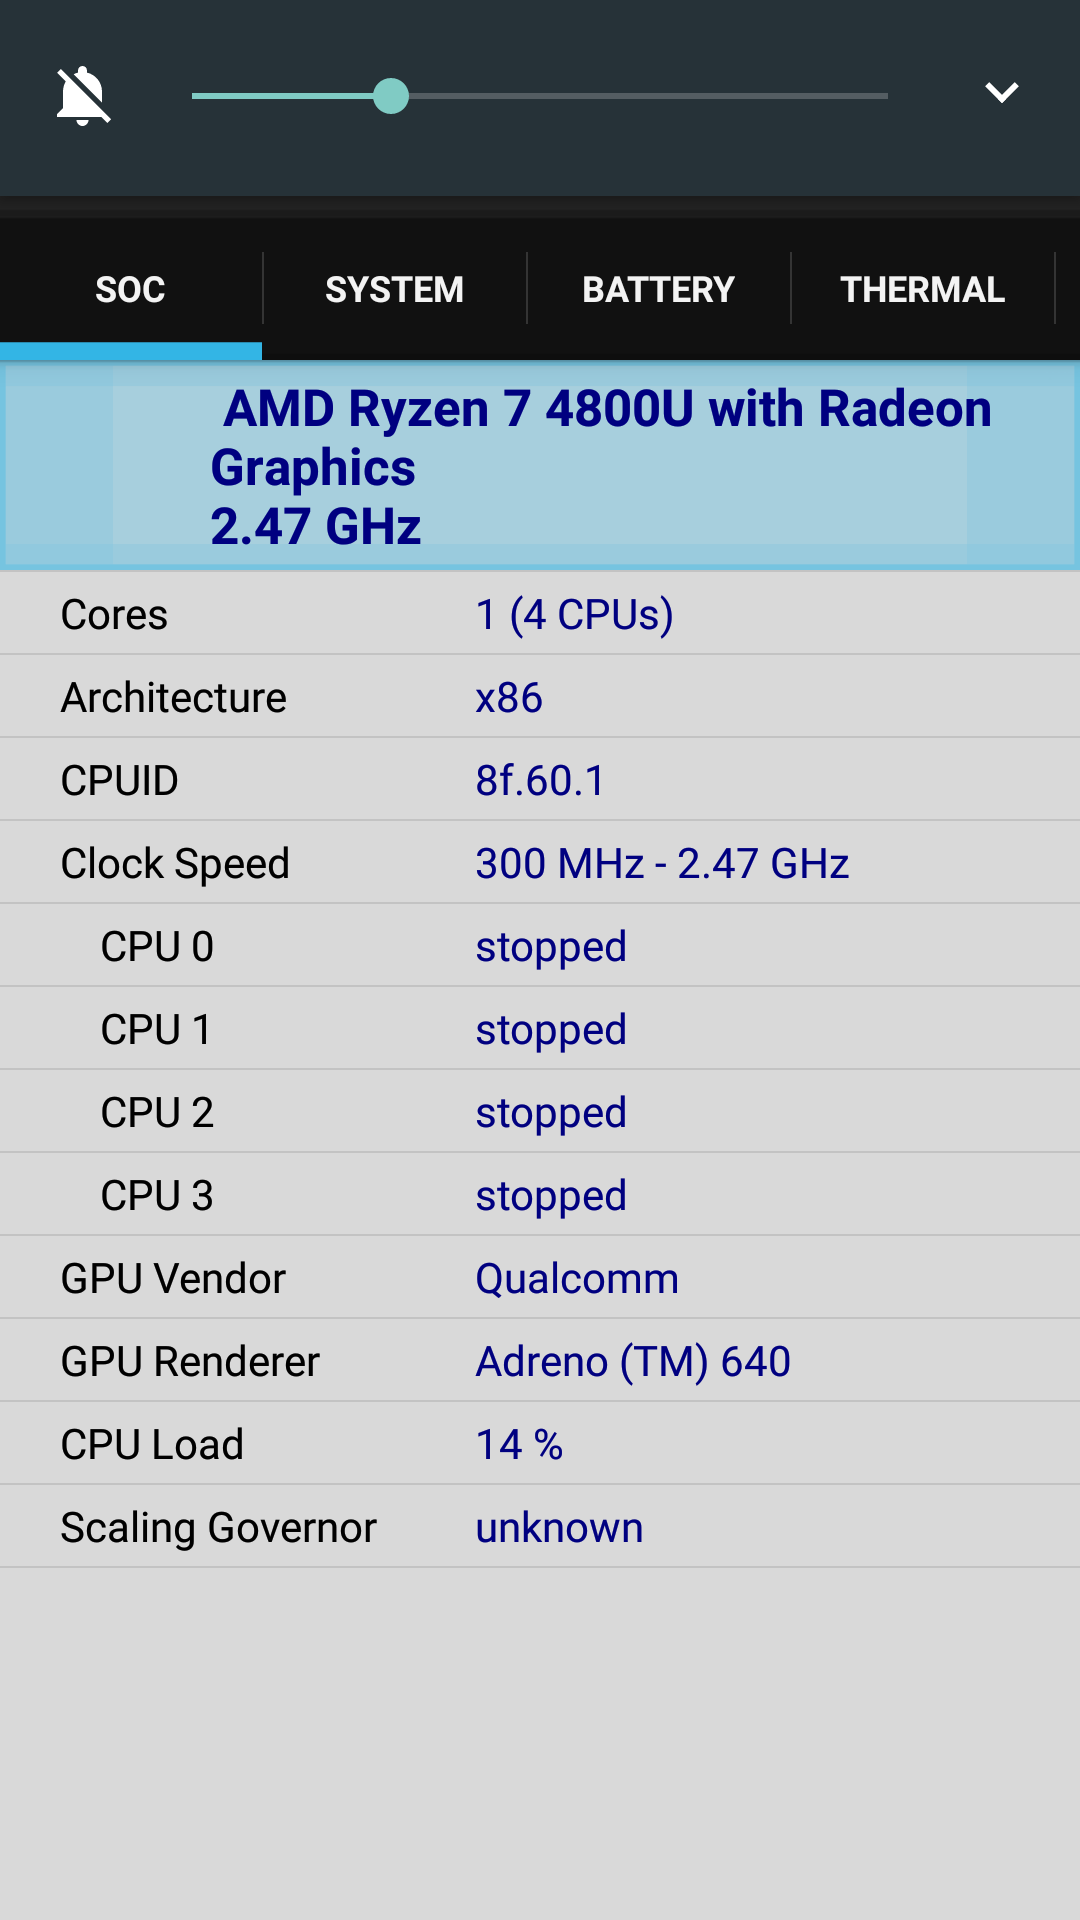 SOC SYSTEM BATTERY THERMAL
AMD Ryzen 7 4800U with Radeon
Graphics
2.47 GHz
Cores 1 (4 CPUs)
Architecture x86
CPUID 8f.60.1
Clock Speed 300 MHz - 2.47 GHz
CPU 0 stopped
CPU 1 stopped
CPU 2 stopped
CPU 3 stopped
GPU Vendor Qualcomm
GPU Renderer Adreno (TM) 640
CPU Load 14 %
Scaling Governor unknown